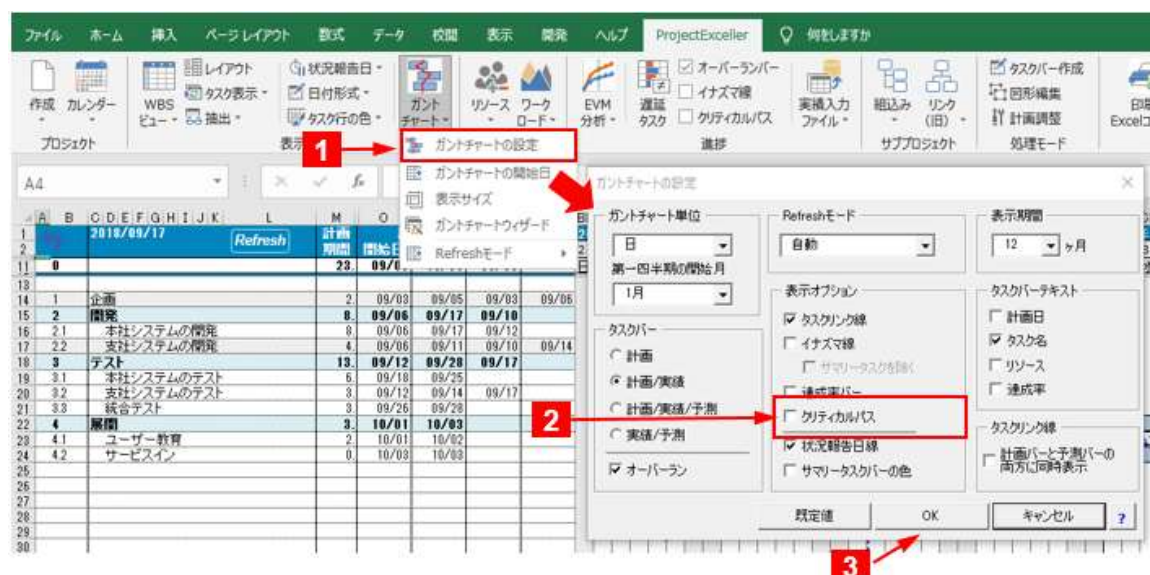 ファイル ホーム 挿入 ページ レイアウト 数式 データ 校閲 表示 開発 ヘルプ ProjectExceller 何をしますか
作成 カレンダー WBS ビュー レイアウト タスク表示 抽出 状況報告日 日付形式 タスク行の色 ガント チャート リソース ワークロード EVM 分析 遅延 タスク オーバーランバー イナズマ線 クリティカルパス 実績入力 ファイル 組込み リンク (旧) タスクバー作成 図形編集 計画調整
プロジェクト 進捗 サブプロジェクト 処理モード
1
ガントチャートの設定
ガントチャートの開始日
表示サイズ
ガントチャートウィザード
Refreshモード
A4
A B C D E F G H I J K L M O
2018/09/17 Refresh 計画 期間
11 0 23.
13
14 1 企画 2. 09/03 09/05 09/03 09/06
15 2 開発 8. 09/06 09/17 09/10
16 2.1 本社システムの開発 8. 09/06 09/17 09/12
17 2.2 支社システムの開発 4. 09/06 09/11 09/10 09/14
18 3 テスト 13. 09/12 09/28 09/17
19 3.1 本社システムのテスト 6. 09/18 09/25
20 3.2 支社システムのテスト 3. 09/12 09/14 09/17
21 3.3 統合テスト 3. 09/26 09/28
22 4 展開 3. 10/01 10/03
23 4.1 ユーザー教育 2. 10/01 10/02
24 4.2 サービスイン 0. 10/03 10/03
25
26
27
28
29
30
ガントチャートの設定
ガントチャート単位
日
第一四半期の開始月
1月
タスクバー
計画
計画/実績
計画/実績/予測
実績/予測
オーバーラン
Refreshモード
自動
表示オプション
タスクリンク線
イナズマ線
サマリータスクを除く
達成率バー
2
クリティカルパス
状況報告日線
サマリータスクバーの色
表示期間
12 ヶ月
タスクバーテキスト
計画日
タスク名
リソース
達成率
タスクリンク線
計画バーと予測バーの
両方に同時表示
既定値 OK キャンセル ?
3